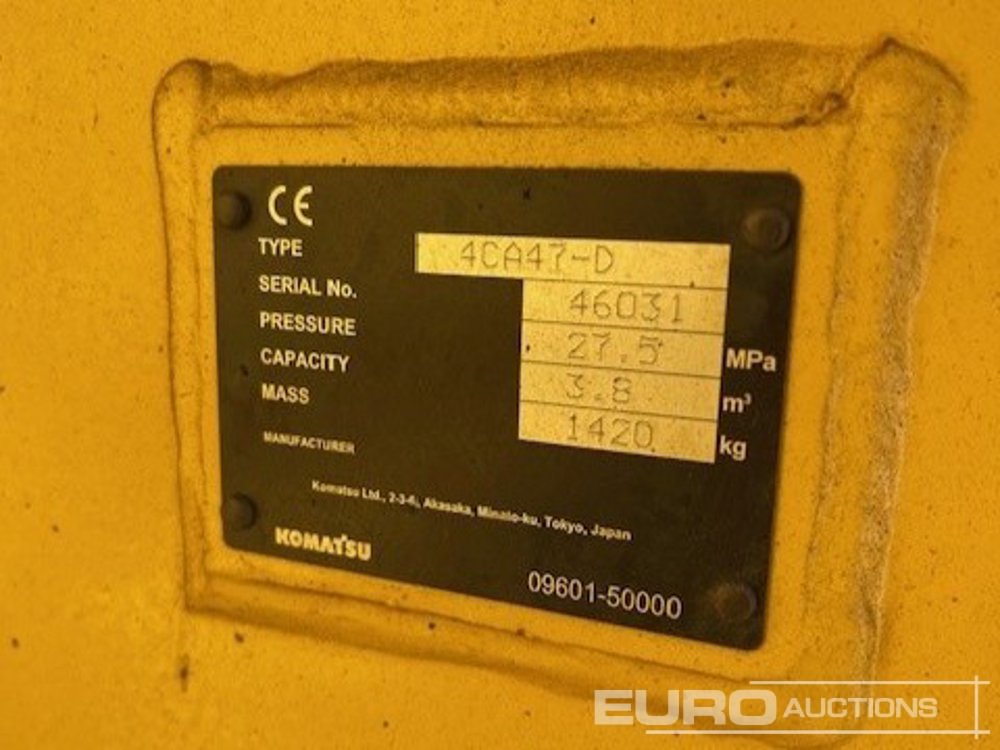 CE
TYPE 4CA47-D
SERIAL No. 46031
PRESSURE 27.5 MPa
CAPACITY 3.8 m³
MASS 1420 kg
MANUFACTURER
Komatsu Ltd., 2-3-6, Akasaka, Minato-ku, Tokyo, Japan
KOMATSU
09601-50000
EURO AUCTIONS